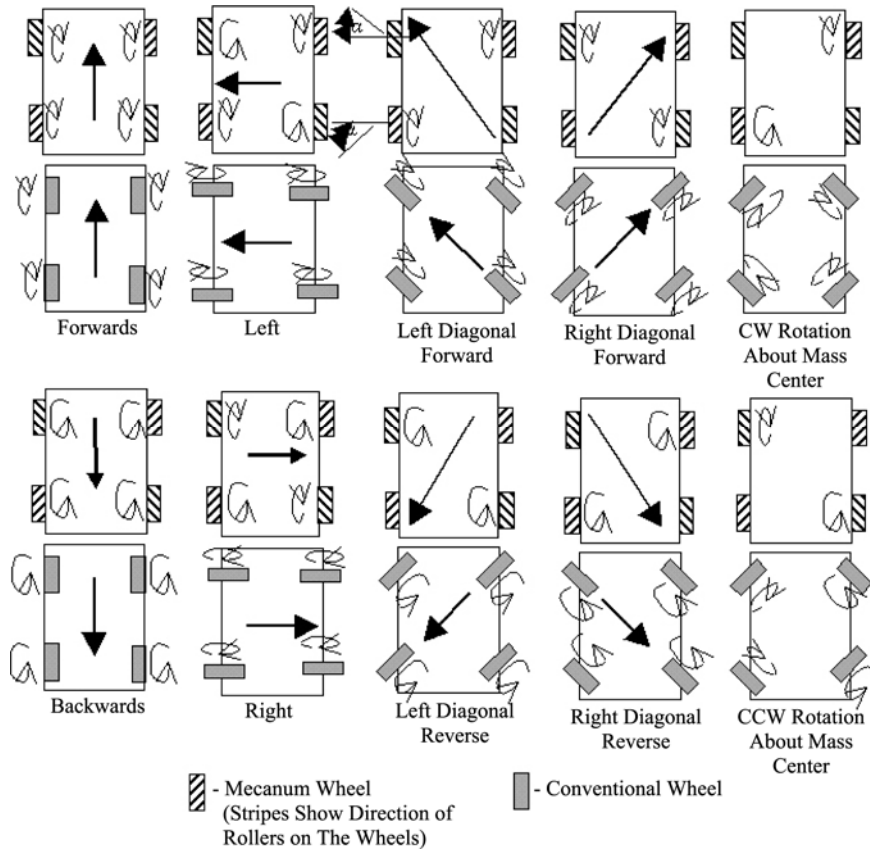 α
α
Forwards
Left
Left Diagonal
Forward
Right Diagonal
Forward
CW Rotation
About Mass
Center
Backwards
Right
Left Diagonal
Reverse
Right Diagonal
Reverse
CCW Rotation
About Mass
Center
- Mecanum Wheel
(Stripes Show Direction of
Rollers on The Wheels)
- Conventional Wheel